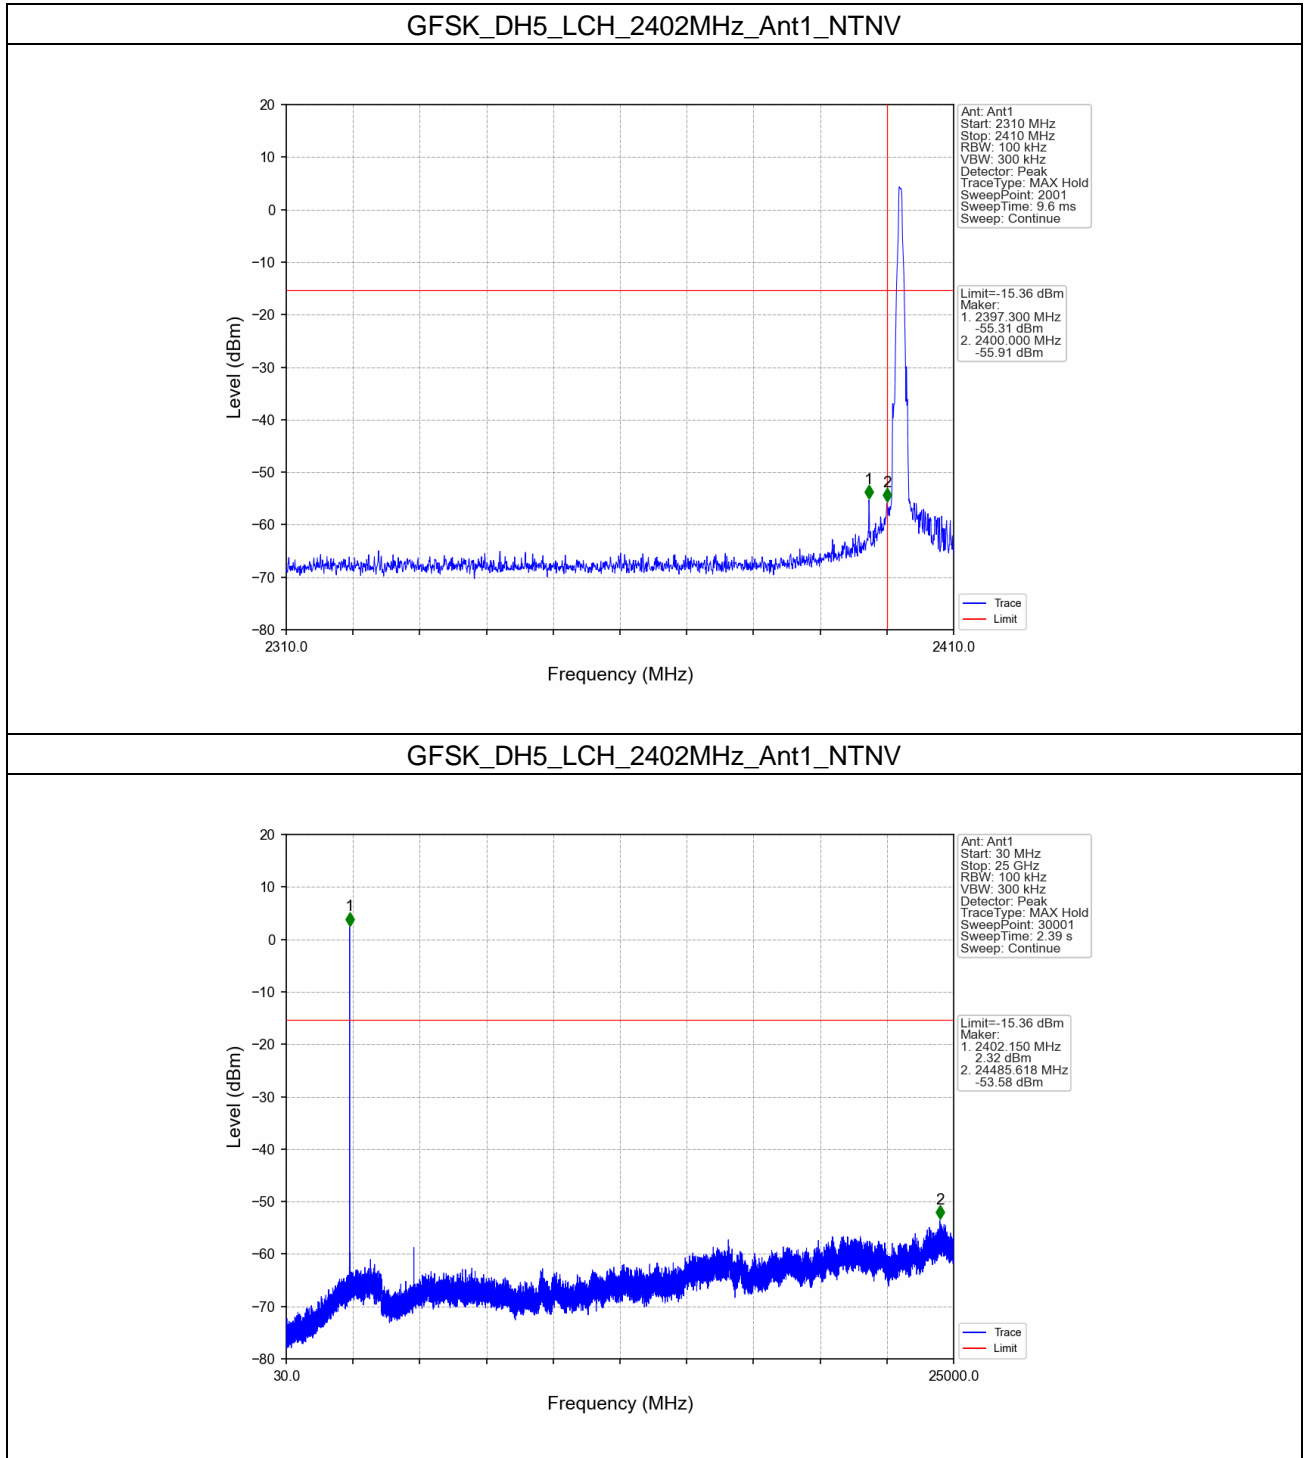 GFSK_DH5_LCH_2402MHz_Ant1_NTNV
20
10
0
−10
−20
−30
−40
−50
−60
−70
−80
Level (dBm)
1
2
2310.0
2410.0
Frequency (MHz)
Ant: Ant1
Start: 2310 MHz
Stop: 2410 MHz
RBW: 100 kHz
VBW: 300 kHz
Detector: Peak
TraceType: MAX Hold
SweepPoint: 2001
SweepTime: 9.6 ms
Sweep: Continue
Limit=-15.36 dBm
Maker:
1. 2397.300 MHz
-55.31 dBm
2. 2400.000 MHz
-55.91 dBm
Trace
Limit
GFSK_DH5_LCH_2402MHz_Ant1_NTNV
20
10
0
−10
−20
−30
−40
−50
−60
−70
−80
Level (dBm)
1
2
30.0
25000.0
Frequency (MHz)
Ant: Ant1
Start: 30 MHz
Stop: 25 GHz
RBW: 100 kHz
VBW: 300 kHz
Detector: Peak
TraceType: MAX Hold
SweepPoint: 30001
SweepTime: 2.39 s
Sweep: Continue
Limit=-15.36 dBm
Maker:
1. 2402.150 MHz
2.32 dBm
2. 24485.618 MHz
-53.58 dBm
Trace
Limit